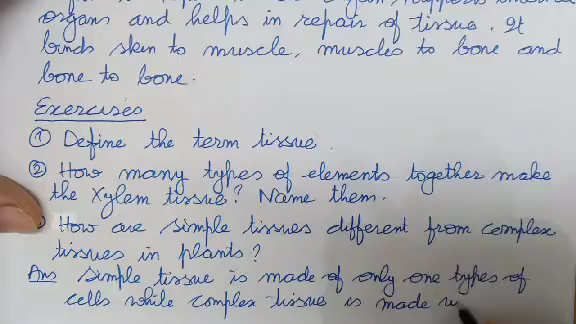 organs and helps in repair of tissue. It
binds skin to muscle, muscles to bone and
bone to bone.
Exercises
① Define the term tissue.
② How many types of elements together make
the Xylem tissue? Name them.
How are simple tissues different from complex
tissues in plants?
Ans Simple tissue is made of only one types of
cells while complex tissue is made